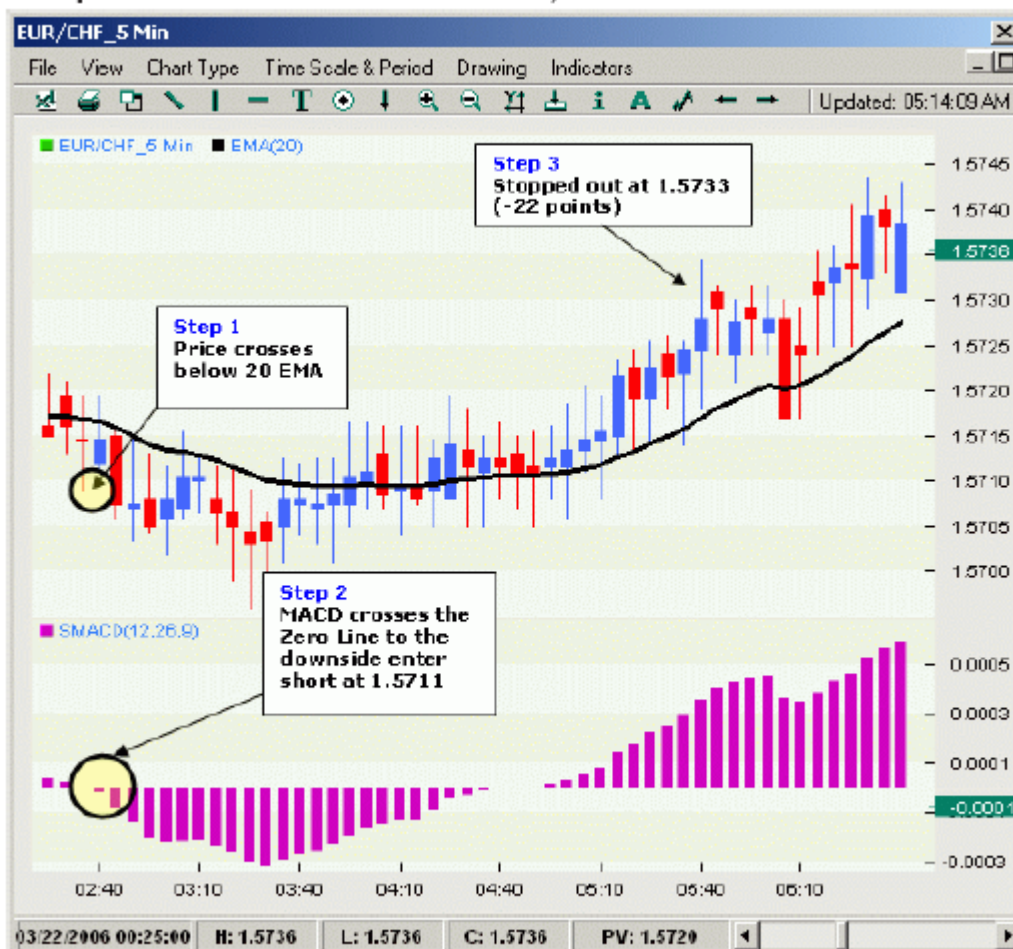 EUR/CHF_5 Min
File View Chart Type Time Scale & Period Drawing Indicators
Updated: 05:14:09 AM
EUR/CHF_5 Min EMA(20)
Step 3
Stopped out at 1.5733
(-22 points)
Step 1
Price crosses
below 20 EMA
1.5745
1.5740
1.5736
1.5730
1.5725
1.5720
1.5715
1.5710
1.5705
1.5700
Step 2
MACD crosses the
Zero Line to the
downside enter
short at 1.5711
SMACD(12,26,9)
0.0005
0.0003
0.0001
-0.0001
-0.0003
02:40 03:10 03:40 04:10 04:40 05:10 05:40 06:10
03/22/2006 00:25:00 H: 1.5736 L: 1.5736 C: 1.5736 PV: 1.5720